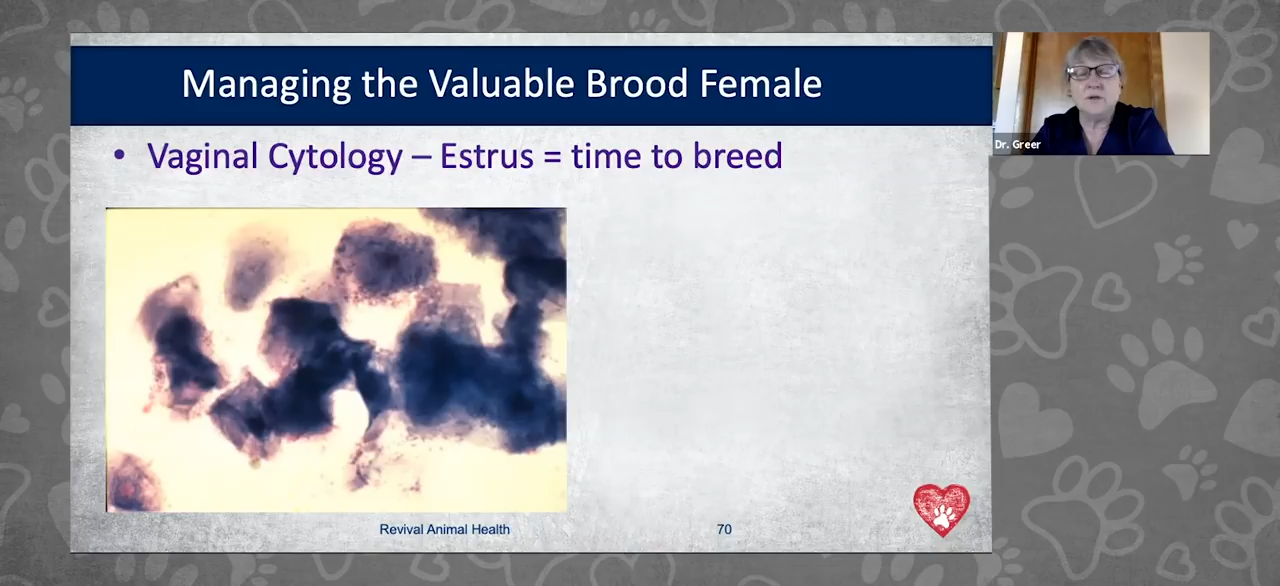 Managing the Valuable Brood Female
• Vaginal Cytology – Estrus = time to breed
Dr. Greer
Revival Animal Health
70